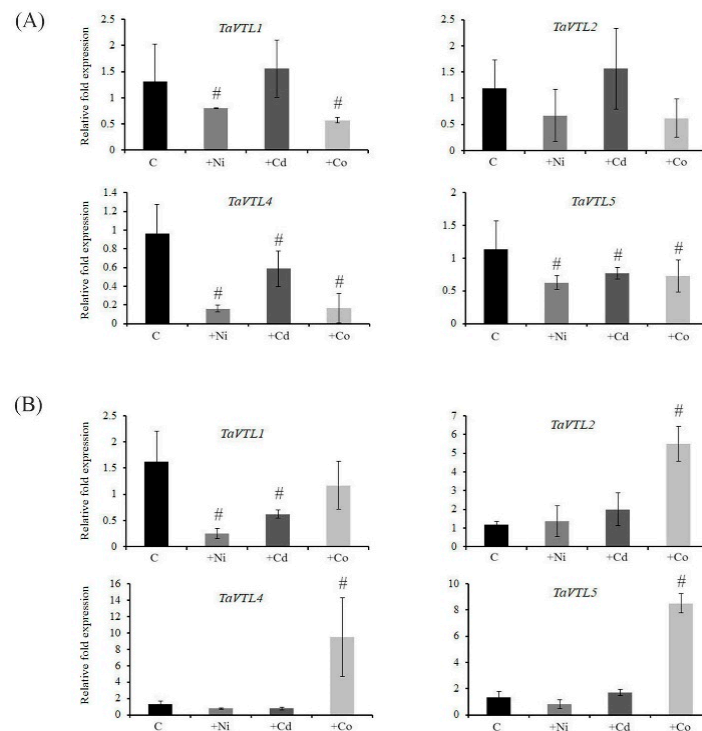 (A)
TaVTL1
Relative fold expression
2.5
2
1.5
1
0.5
0
#
#
C +Ni +Cd +Co
TaVTL2
2.5
2
1.5
1
0.5
0
C +Ni +Cd +Co
TaVTL4
Relative fold expression
1.4
1.2
1
0.8
0.6
0.4
0.2
0
#
#
#
C +Ni +Cd +Co
TaVTL5
2
1.5
1
0.5
0
# # #
C +Ni +Cd +Co
(B)
TaVTL1
Relative fold expression
2.5
2
1.5
1
0.5
0
#
#
C +Ni +Cd +Co
TaVTL2
7
6
5
4
3
2
1
0
#
C +Ni +Cd +Co
TaVTL4
Relative fold expression
16
14
12
10
8
6
4
2
0
#
C +Ni +Cd +Co
TaVTL5
10
8
6
4
2
0
#
C +Ni +Cd +Co